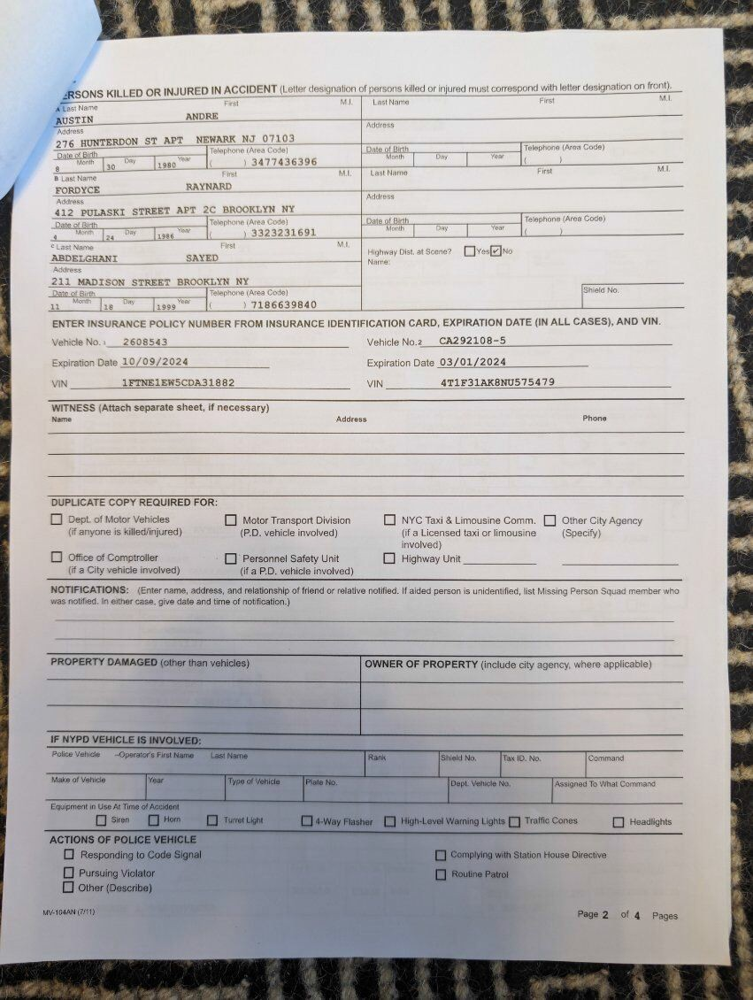 ERSONS KILLED OR INJURED IN ACCIDENT (Letter designation of persons killed or injured must correspond with letter designation on front).
A Last Name First M.I.
AUSTIN ANDRE
Address
276 HUNTERDON ST APT NEWARK NJ 07103
Date of Birth Telephone (Area Code)
8 Month 30 Day 1980 Year ( ) 3477436396
B Last Name First M.I.
FORDYCE RAYNARD
Address
412 PULASKI STREET APT 2C BROOKLYN NY
Date of Birth Telephone (Area Code)
4 Month 24 Day 1986 Year ( ) 3323231691
C Last Name First M.I.
ABDELGHANI SAYED
Address
211 MADISON STREET BROOKLYN NY
Date of Birth Telephone (Area Code)
11 Month 18 Day 1999 Year ( ) 7186639840
Last Name First M.I.
Address
Date of Birth Telephone (Area Code)
Month Day Year ( )
Last Name First M.I.
Address
Date of Birth Telephone (Area Code)
Month Day Year ( )
Highway Dist. at Scene? Yes ✓ No
Name:
Shield No.
ENTER INSURANCE POLICY NUMBER FROM INSURANCE IDENTIFICATION CARD, EXPIRATION DATE (IN ALL CASES), AND VIN.
Vehicle No. 1 2608543 Vehicle No.2 CA292108-5
Expiration Date 10/09/2024 Expiration Date 03/01/2024
VIN 1FTNE1EW5CDA31882 VIN 4T1F31AK8NU575479
WITNESS (Attach separate sheet, if necessary)
Name Address Phone
DUPLICATE COPY REQUIRED FOR:
Dept. of Motor Vehicles Motor Transport Division NYC Taxi & Limousine Comm. Other City Agency
(if anyone is killed/injured) (P.D. vehicle involved) (if a Licensed taxi or limousine (Specify)
involved)
Office of Comptroller Personnel Safety Unit Highway Unit
(if a City vehicle involved) (if a P.D. vehicle involved)
NOTIFICATIONS: (Enter name, address, and relationship of friend or relative notified. If aided person is unidentified, list Missing Person Squad member who
was notified. In either case, give date and time of notification.)
PROPERTY DAMAGED (other than vehicles) OWNER OF PROPERTY (include city agency, where applicable)
IF NYPD VEHICLE IS INVOLVED:
Police Vehicle –Operator's First Name Last Name Rank Shield No. Tax ID. No. Command
Make of Vehicle Year Type of Vehicle Plate No. Dept. Vehicle No. Assigned To What Command
Equipment in Use At Time of Accident
Siren Horn Turret Light 4-Way Flasher High-Level Warning Lights Traffic Cones Headlights
ACTIONS OF POLICE VEHICLE
Responding to Code Signal Complying with Station House Directive
Pursuing Violator Routine Patrol
Other (Describe)
MV-104AN (7/11) Page 2 of 4 Pages